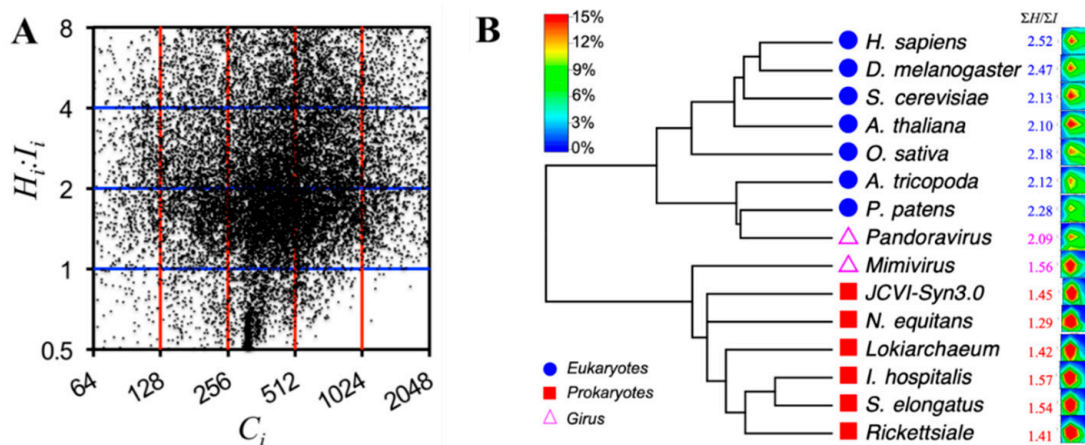 A
8
4
2
1
0.5
H_i:I_i
64
128
256
512
1024
2048
C_i
B
15%
12%
9%
6%
3%
0%
ΣH/ΣI
H. sapiens 2.52
D. melanogaster 2.47
S. cerevisiae 2.13
A. thaliana 2.10
O. sativa 2.18
A. tricopoda 2.12
P. patens 2.28
Pandoravirus 2.09
Mimivirus 1.56
JCVI-Syn3.0 1.45
N. equitans 1.29
Lokiarchaeum 1.42
I. hospitalis 1.57
S. elongatus 1.54
Rickettsiale 1.41
Eukaryotes
Prokaryotes
Girus